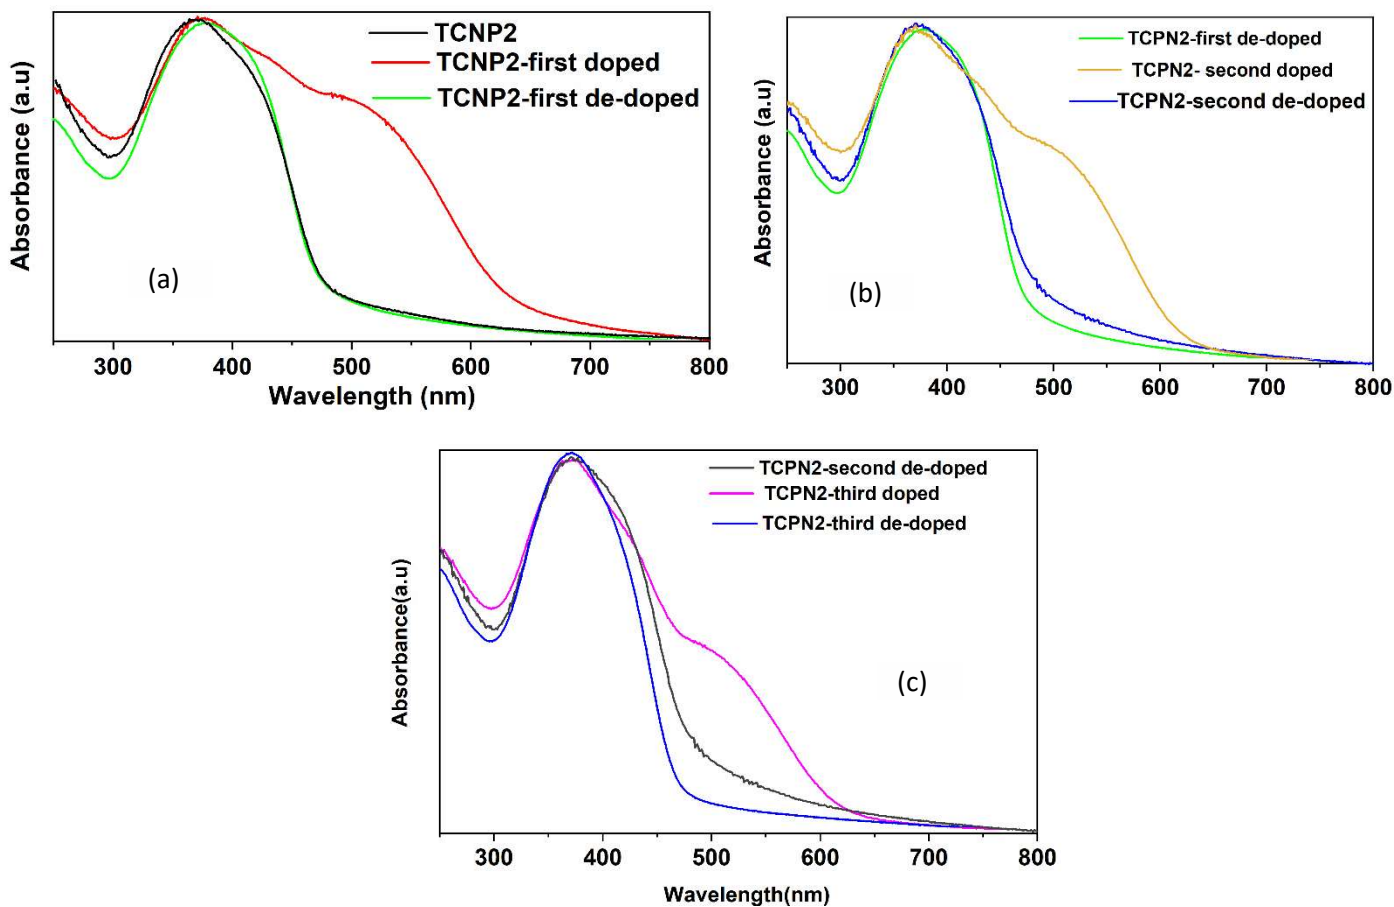 TCNP2
TCNP2-first doped
TCNP2-first de-doped
Absorbance (a.u)
(a)
300 400 500 600 700 800
Wavelength (nm)
TCPN2-first de-doped
TCPN2- second doped
TCPN2-second de-doped
Absorbance (a.u)
(b)
300 400 500 600 700 800
TCPN2-second de-doped
TCPN2-third doped
TCPN2-third de-doped
Absorbance(a.u)
(c)
300 400 500 600 700 800
Wavelength(nm)